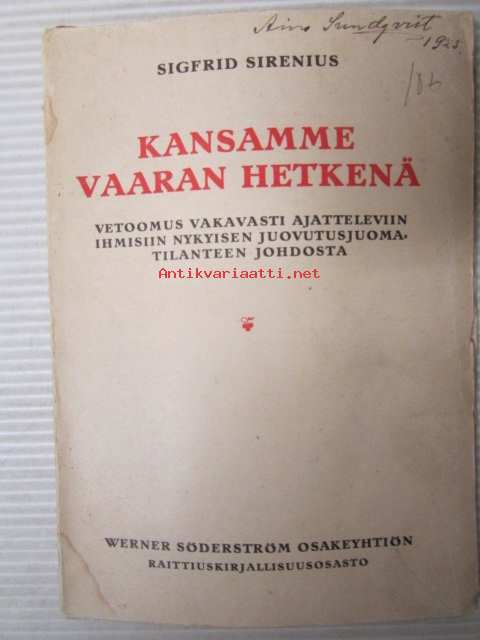 Aino Sundqvist
1923.
SIGFRID SIRENIUS
KANSAMME
VAARAN HETKENÄ
VETOOMUS VAKAVASTI AJATTELEVIIN
IHMISIIN NYKYISEN JUOVUTUSJUOMA-
TILANTEEN JOHDOSTA
Antikvariaatti.net
WERNER SÖDERSTRÖM OSAKEYHTIÖN
RAITTIUSKIRJALLISUUSOSASTO